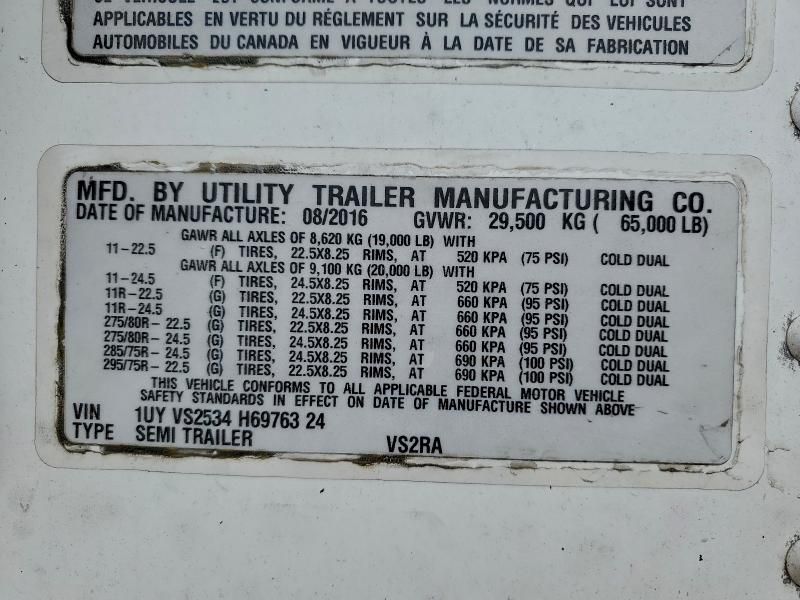 CE VÉHICULE EST CONFORME À TOUTES LES NORMES QUI LUI SONT
APPLICABLES EN VERTU DU RÉGLEMENT SUR LA SÉCURITÉ DES VEHICULES
AUTOMOBILES DU CANADA EN VIGUEUR À LA DATE DE SA FABRICATION
MFD. BY UTILITY TRAILER MANUFACTURING CO.
DATE OF MANUFACTURE: 08/2016 GVWR: 29,500 KG ( 65,000 LB)
GAWR ALL AXLES OF 8,620 KG (19,000 LB) WITH
11-22.5 (F) TIRES, 22.5X8.25 RIMS, AT 520 KPA (75 PSI) COLD DUAL
GAWR ALL AXLES OF 9,100 KG (20,000 LB) WITH
11-24.5 (F) TIRES, 24.5X8.25 RIMS, AT 520 KPA (75 PSI) COLD DUAL
11R-22.5 (G) TIRES, 22.5X8.25 RIMS, AT 660 KPA (95 PSI) COLD DUAL
11R-24.5 (G) TIRES, 24.5X8.25 RIMS, AT 660 KPA (95 PSI) COLD DUAL
275/80R- 22.5 (G) TIRES, 22.5X8.25 RIMS, AT 660 KPA (95 PSI) COLD DUAL
275/80R- 24.5 (G) TIRES, 24.5X8.25 RIMS, AT 660 KPA (95 PSI) COLD DUAL
285/75R- 24.5 (G) TIRES, 24.5X8.25 RIMS, AT 690 KPA (100 PSI) COLD DUAL
295/75R- 22.5 (G) TIRES, 22.5X8.25 RIMS, AT 690 KPA (100 PSI) COLD DUAL
THIS VEHICLE CONFORMS TO ALL APPLICABLE FEDERAL MOTOR VEHICLE
SAFETY STANDARDS IN EFFECT ON DATE OF MANUFACTURE SHOWN ABOVE
VIN 1UY VS2534 H69763 24
TYPE SEMI TRAILER VS2RA